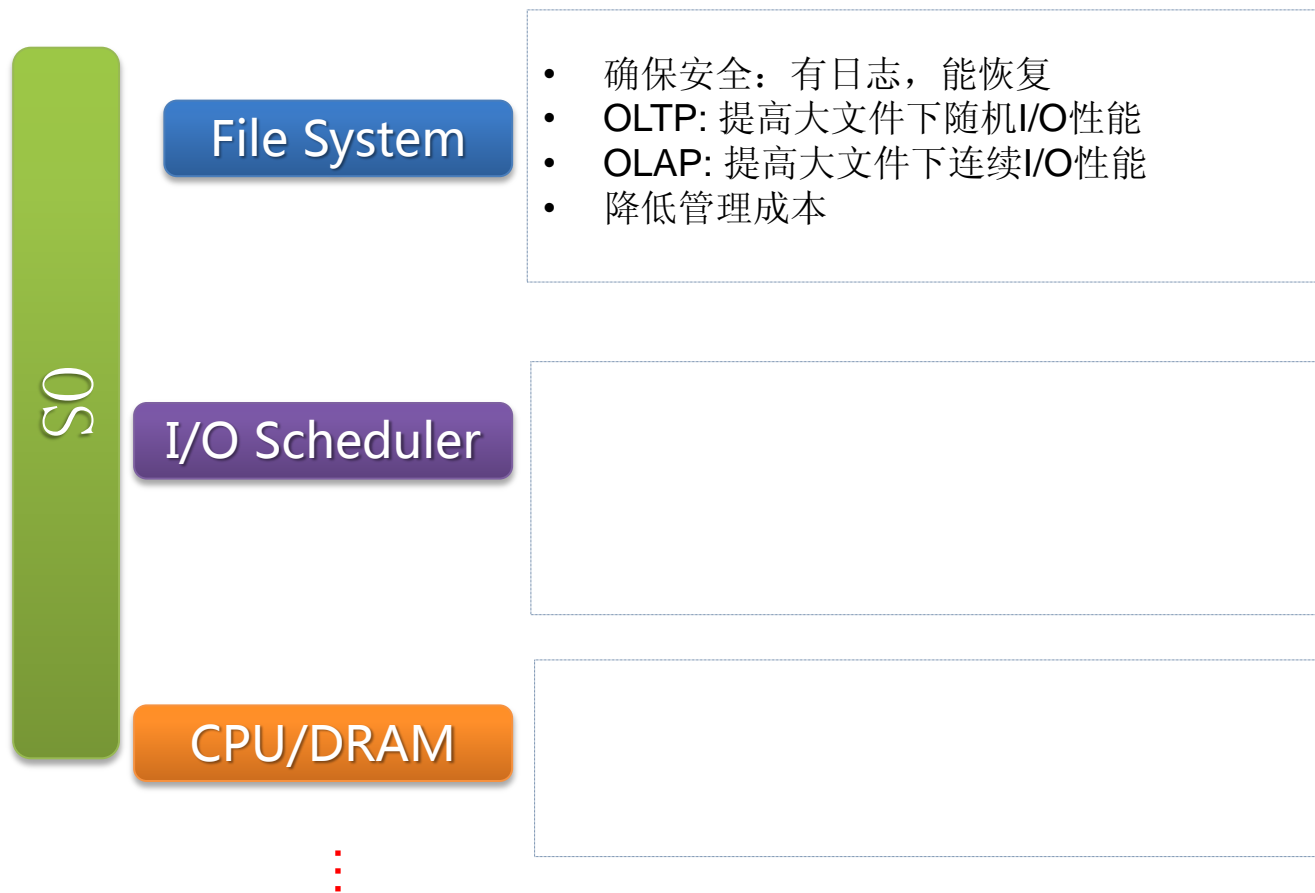 OS
File System
• 确保安全：有日志，能恢复
• OLTP: 提高大文件下随机I/O性能
• OLAP: 提高大文件下连续I/O性能
• 降低管理成本
I/O Scheduler
CPU/DRAM